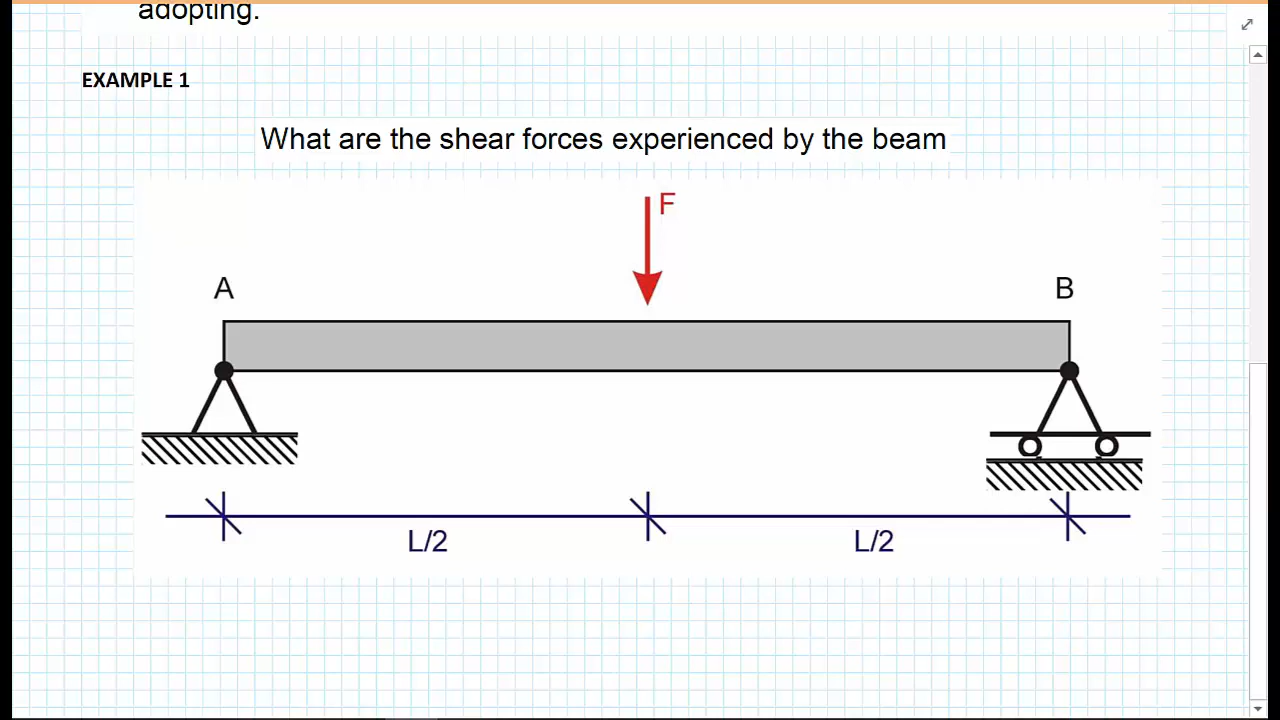 adopting.
EXAMPLE 1
What are the shear forces experienced by the beam
F
A
B
L/2
L/2